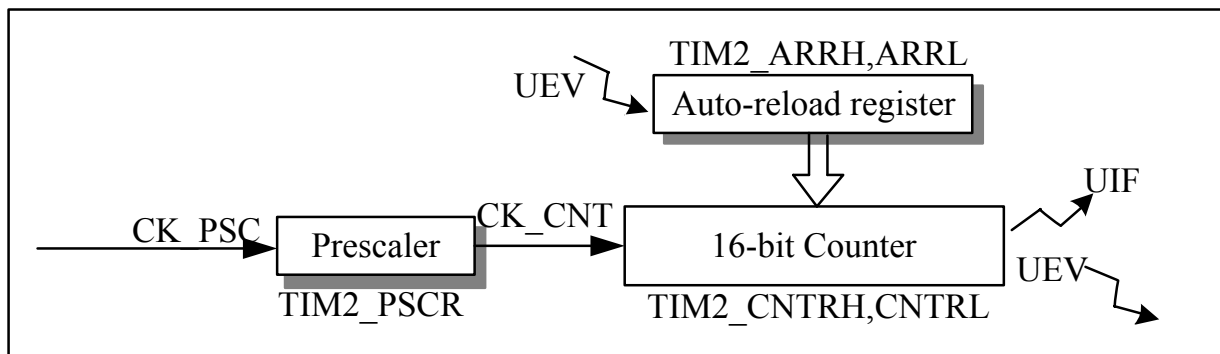 TIM2_ARRH,ARRL
UEV
Auto-reload register
UIF
CK_PSC
CK_CNT
Prescaler
16-bit Counter
UEV
TIM2_PSCR
TIM2_CNTRH,CNTRL